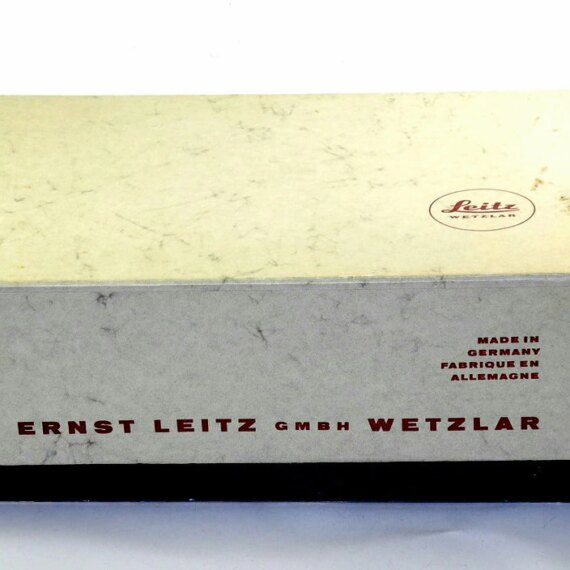 Leitz
WETZLAR
MADE IN
GERMANY
FABRIQUE EN
ALLEMAGNE
ERNST LEITZ GMBH WETZLAR